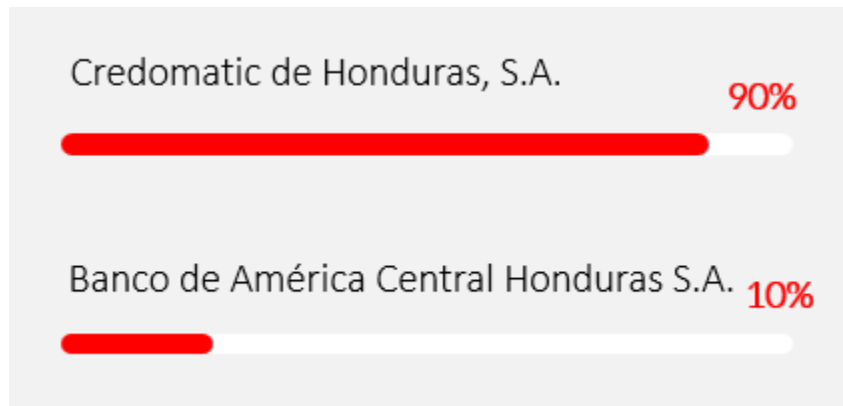 Credomatic de Honduras, S.A.
90%
Banco de América Central Honduras S.A.
10%